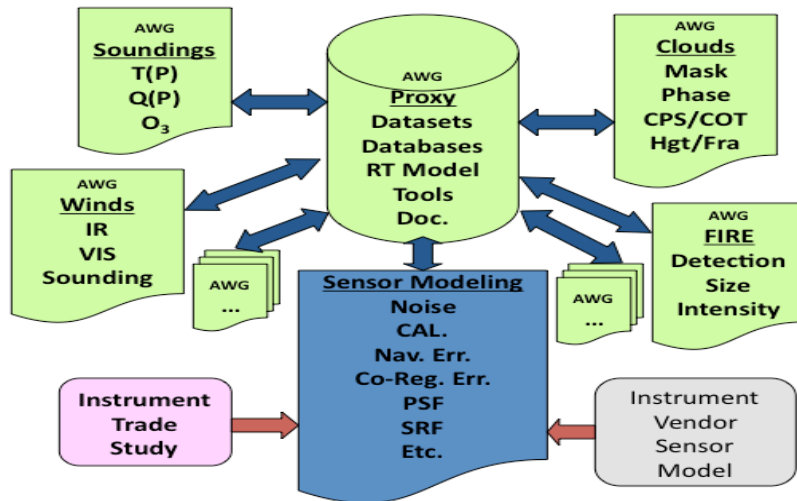 AWG
Soundings
T(P)
Q(P)
O₃
AWG
Proxy
Datasets
Databases
RT Model
Tools
Doc.
AWG
Clouds
Mask
Phase
CPS/COT
Hgt/Fra
AWG
Winds
IR
VIS
Sounding
AWG
...
AWG
...
AWG
FIRE
Detection
Size
Intensity
Sensor Modeling
Noise
CAL.
Nav. Err.
Co-Reg. Err.
PSF
SRF
Etc.
Instrument
Trade
Study
Instrument
Vendor
Sensor
Model